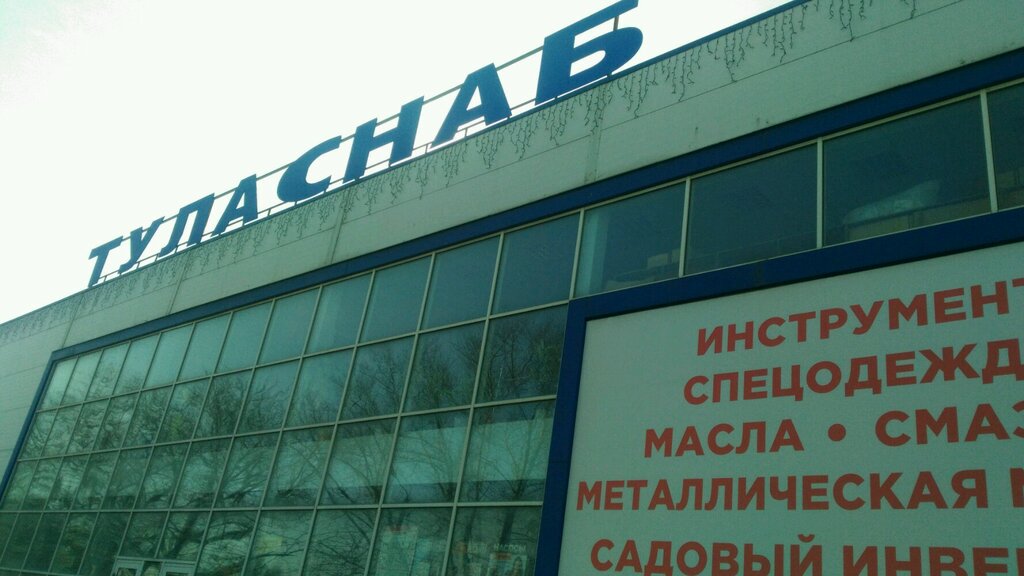 ТУЛАСНАБ
ИНСТРУМЕНТ
СПЕЦОДЕЖД
МАСЛА • СМАЗ
МЕТАЛЛИЧЕСКАЯ
САДОВЫЙ ИНВЕ